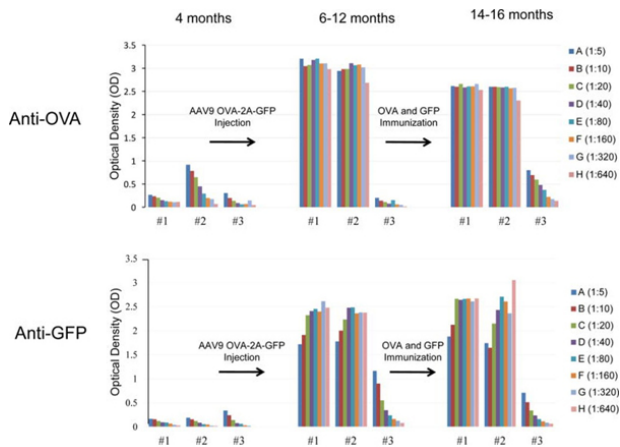 4 months
6-12 months
14-16 months
Anti-OVA
Optical Density (OD)
3.5
3
2.5
2
1.5
1
0.5
0
AAV9 OVA-2A-GFP
Injection
OVA and GFP
Immunization
#1
#2
#3
#1
#2
#3
#1
#2
#3
A (1:5)
B (1:10)
C (1:20)
D (1:40)
E (1:80)
F (1:160)
G (1:320)
H (1:640)
Anti-GFP
Optical Density (OD)
3.5
3
2.5
2
1.5
1
0.5
0
AAV9 OVA-2A-GFP
Injection
OVA and GFP
Immunization
#1
#2
#3
#1
#2
#3
#1
#2
#3
A (1:5)
B (1:10)
C (1:20)
D (1:40)
E (1:80)
F (1:160)
G (1:320)
H (1:640)